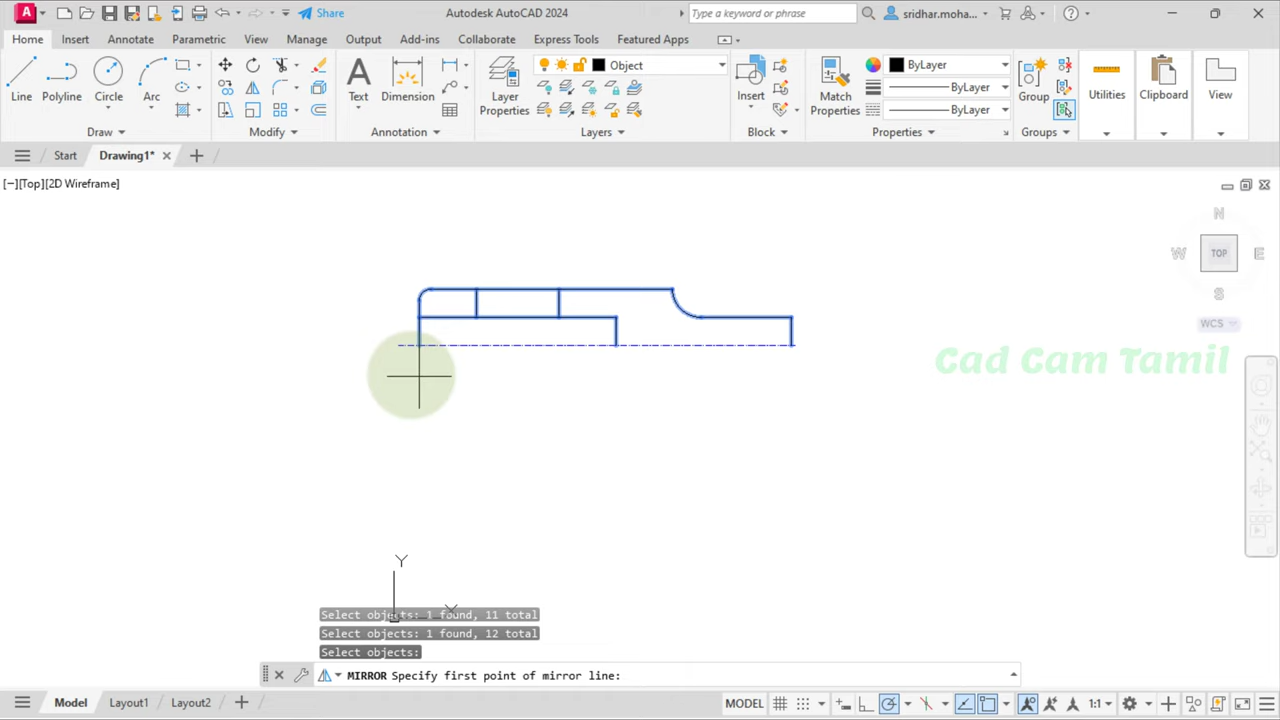 A Share Autodesk AutoCAD 2024 Type a keyword or phrase sridhar.moha...
Home Insert Annotate Parametric View Manage Output Add-ins Collaborate Express Tools Featured Apps
Line Polyline Circle Arc Text Dimension Layer Properties Object Insert Match Properties ByLayer Group Utilities Clipboard View
ByLayer
ByLayer
Draw Modify Annotation Layers Block Properties Groups
Start Drawing1*
[−][Top][2D Wireframe]
N
W TOP E
S
WCS
Cad Cam Tamil
Y
Select objects: 1 found, 11 total
Select objects: 1 found, 12 total
Select objects:
MIRROR Specify first point of mirror line:
Model Layout1 Layout2 MODEL 1:1